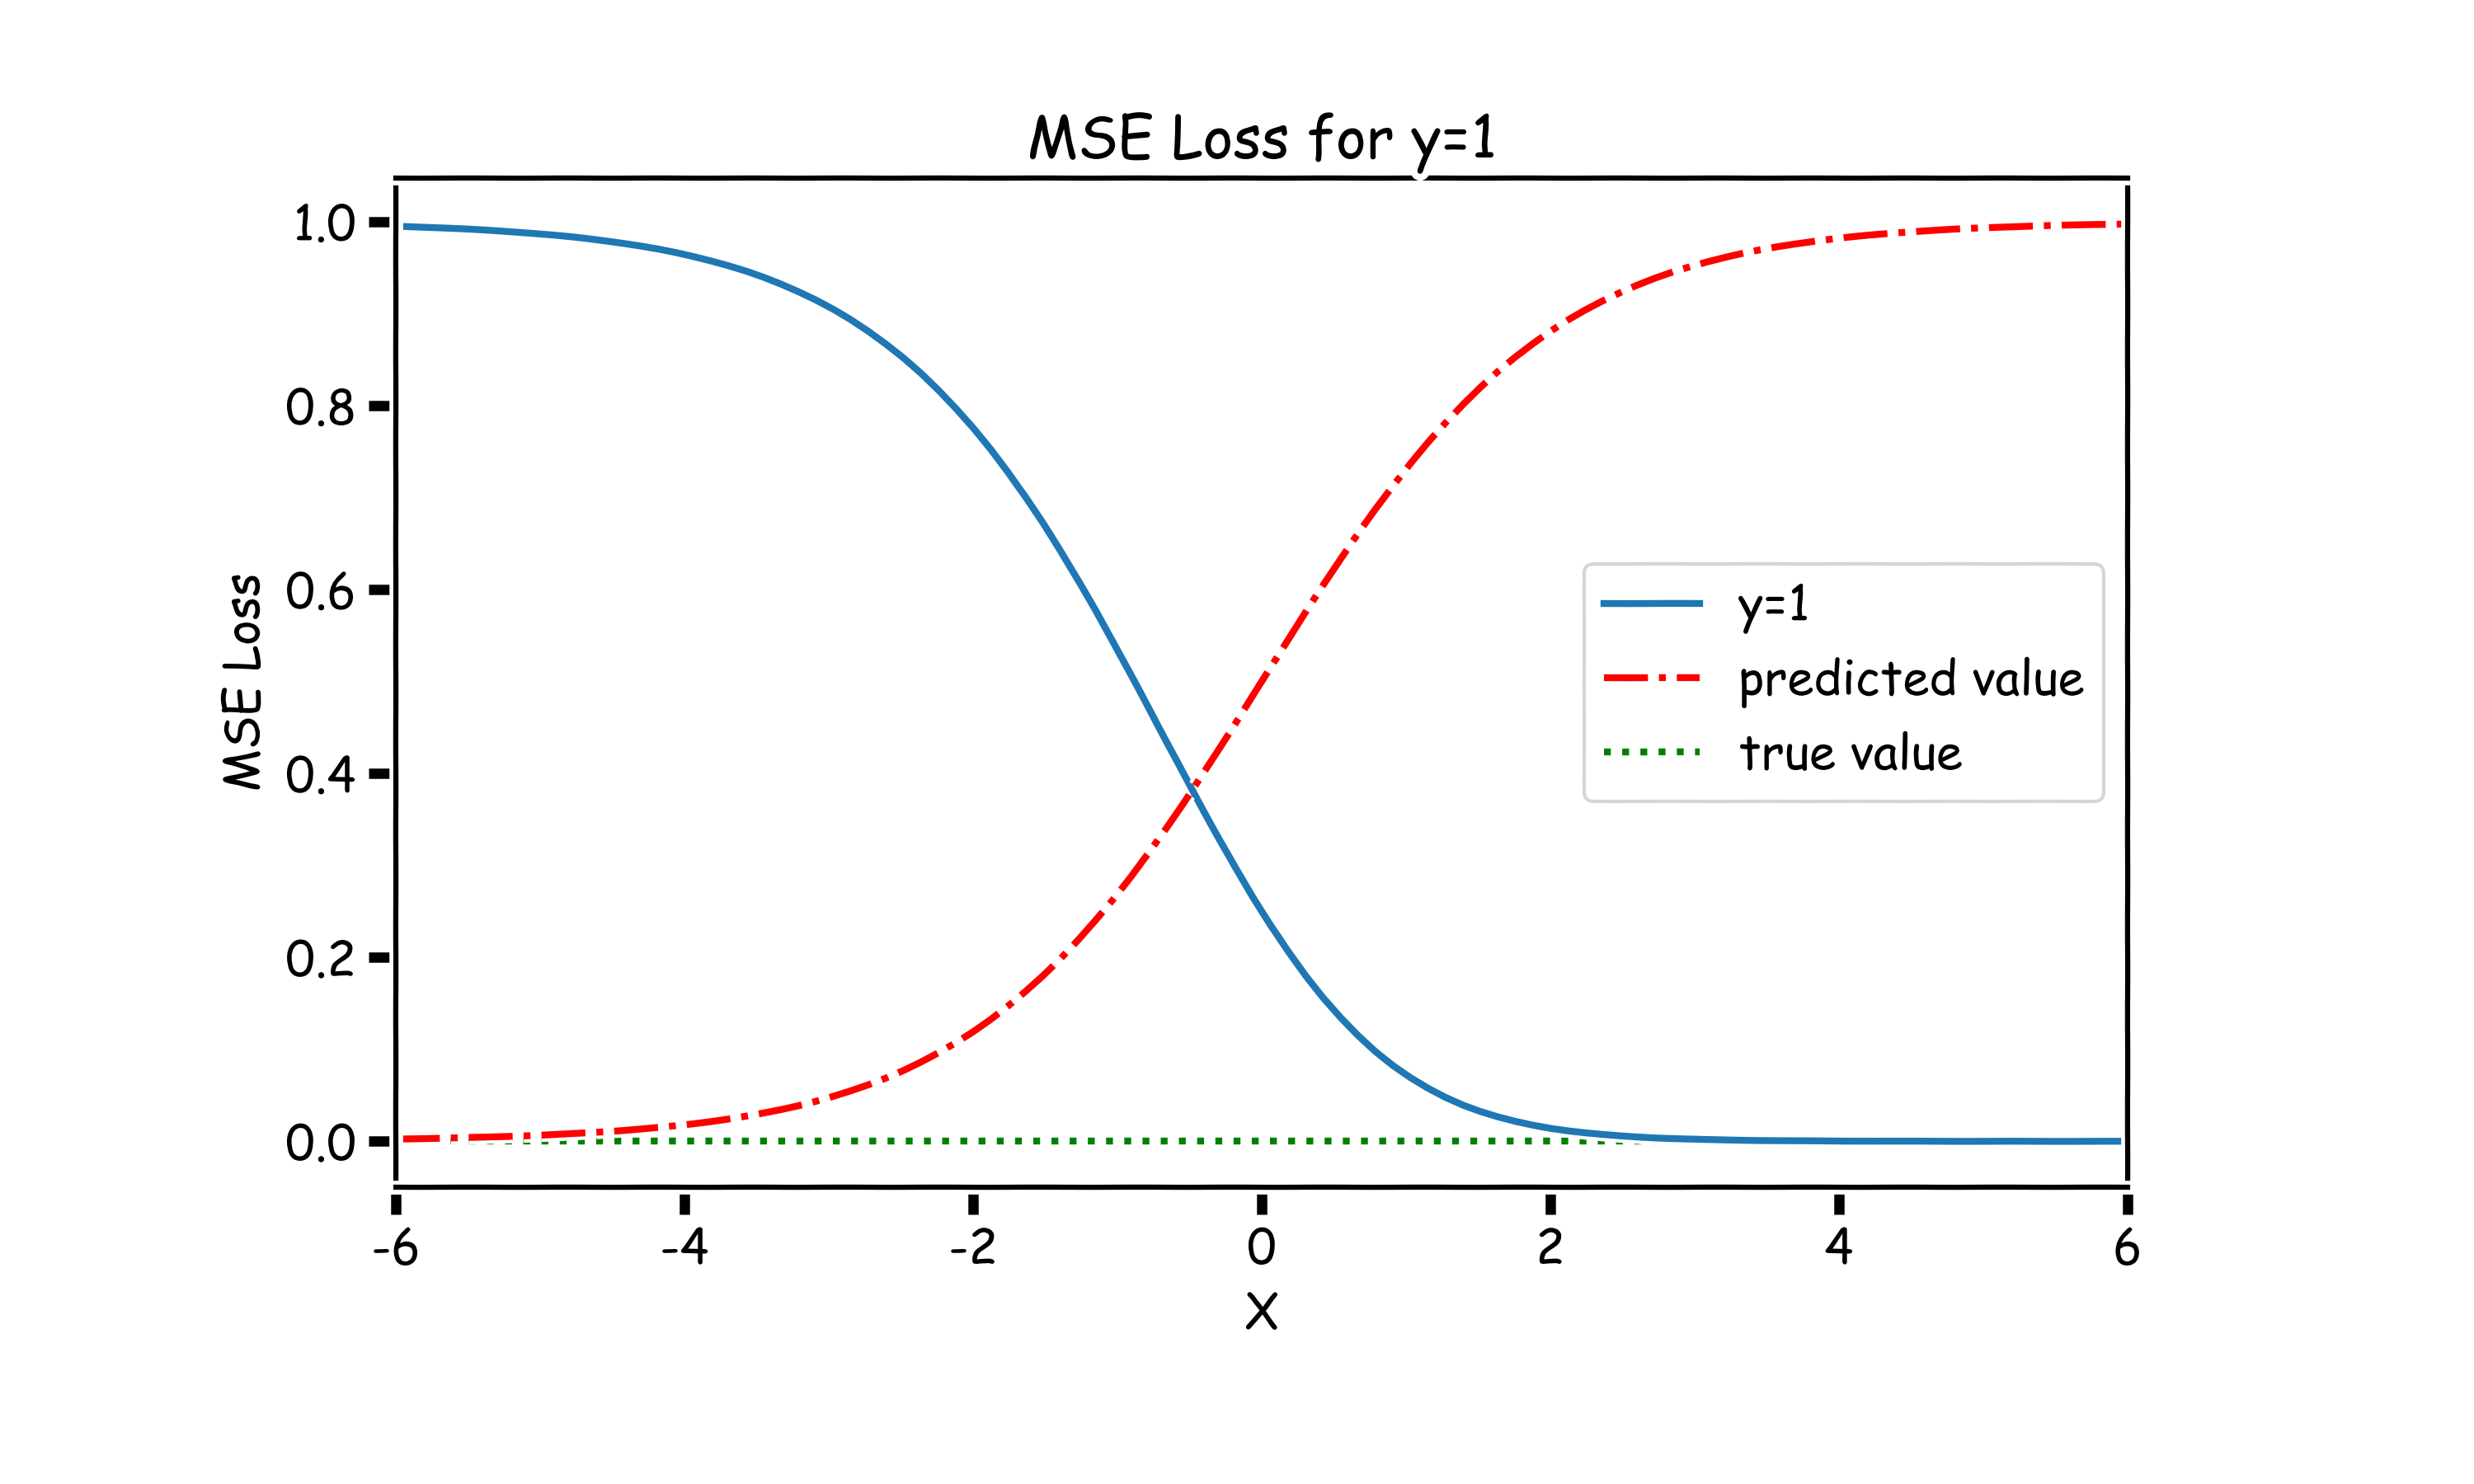 MSE Loss for y=1
1.0
0.8
0.6
0.4
0.2
0.0
MSE Loss
y=1
predicted value
true value
-6 -4 -2 0 2 4 6
X